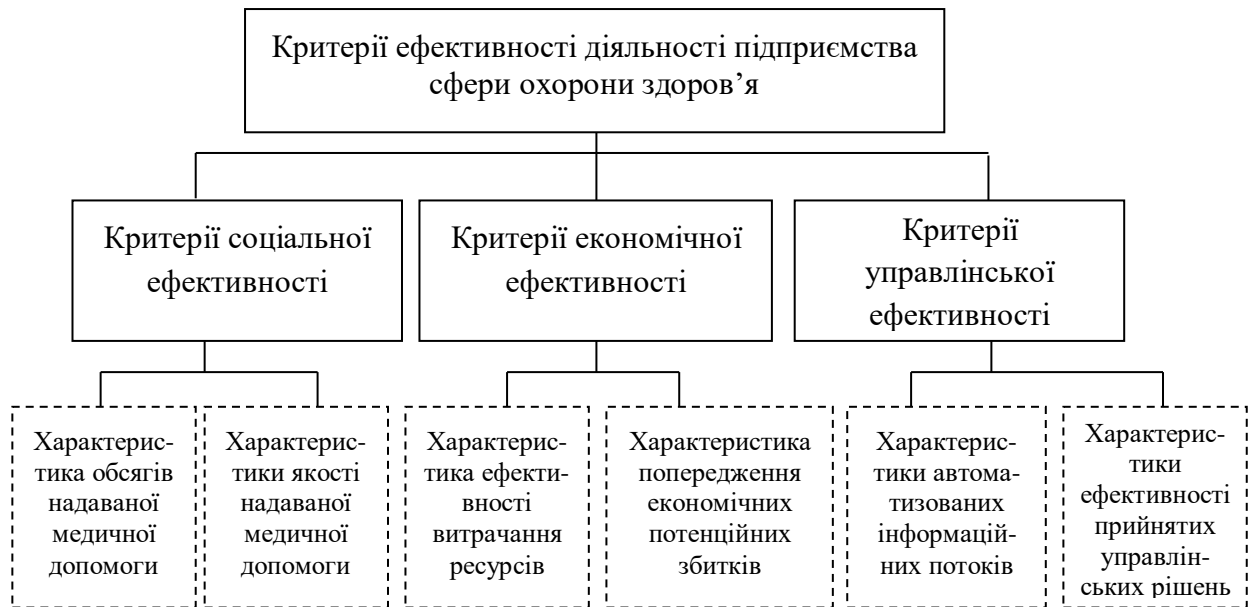 Критерії ефективності діяльності підприємства
сфери охорони здоров’я
Критерії соціальної
ефективності
Критерії економічної
ефективності
Критерії
управлінської
ефективності
Характерис-
тика обсягів
надаваної
медичної
допомоги
Характерис-
тики якості
надаваної
медичної
допомоги
Характерис-
тика ефекти-
вності
витрачання
ресурсів
Характеристика
попередження
економічних
потенційних
збитків
Характерис-
тики автома-
тизованих
інформацій-
них потоків
Характерис-
тики
ефективності
прийнятих
управлін-
ських рішень